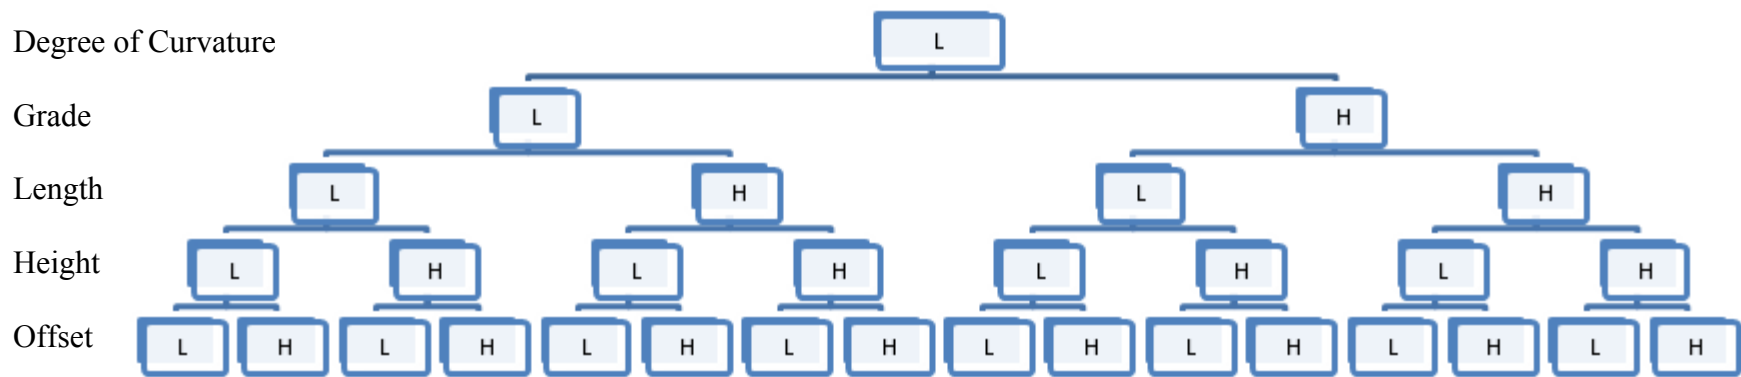 Degree of Curvature L
Grade L H
Length L H L H
Height L H L H L H L H
Offset L H L H L H L H L H L H L H L H